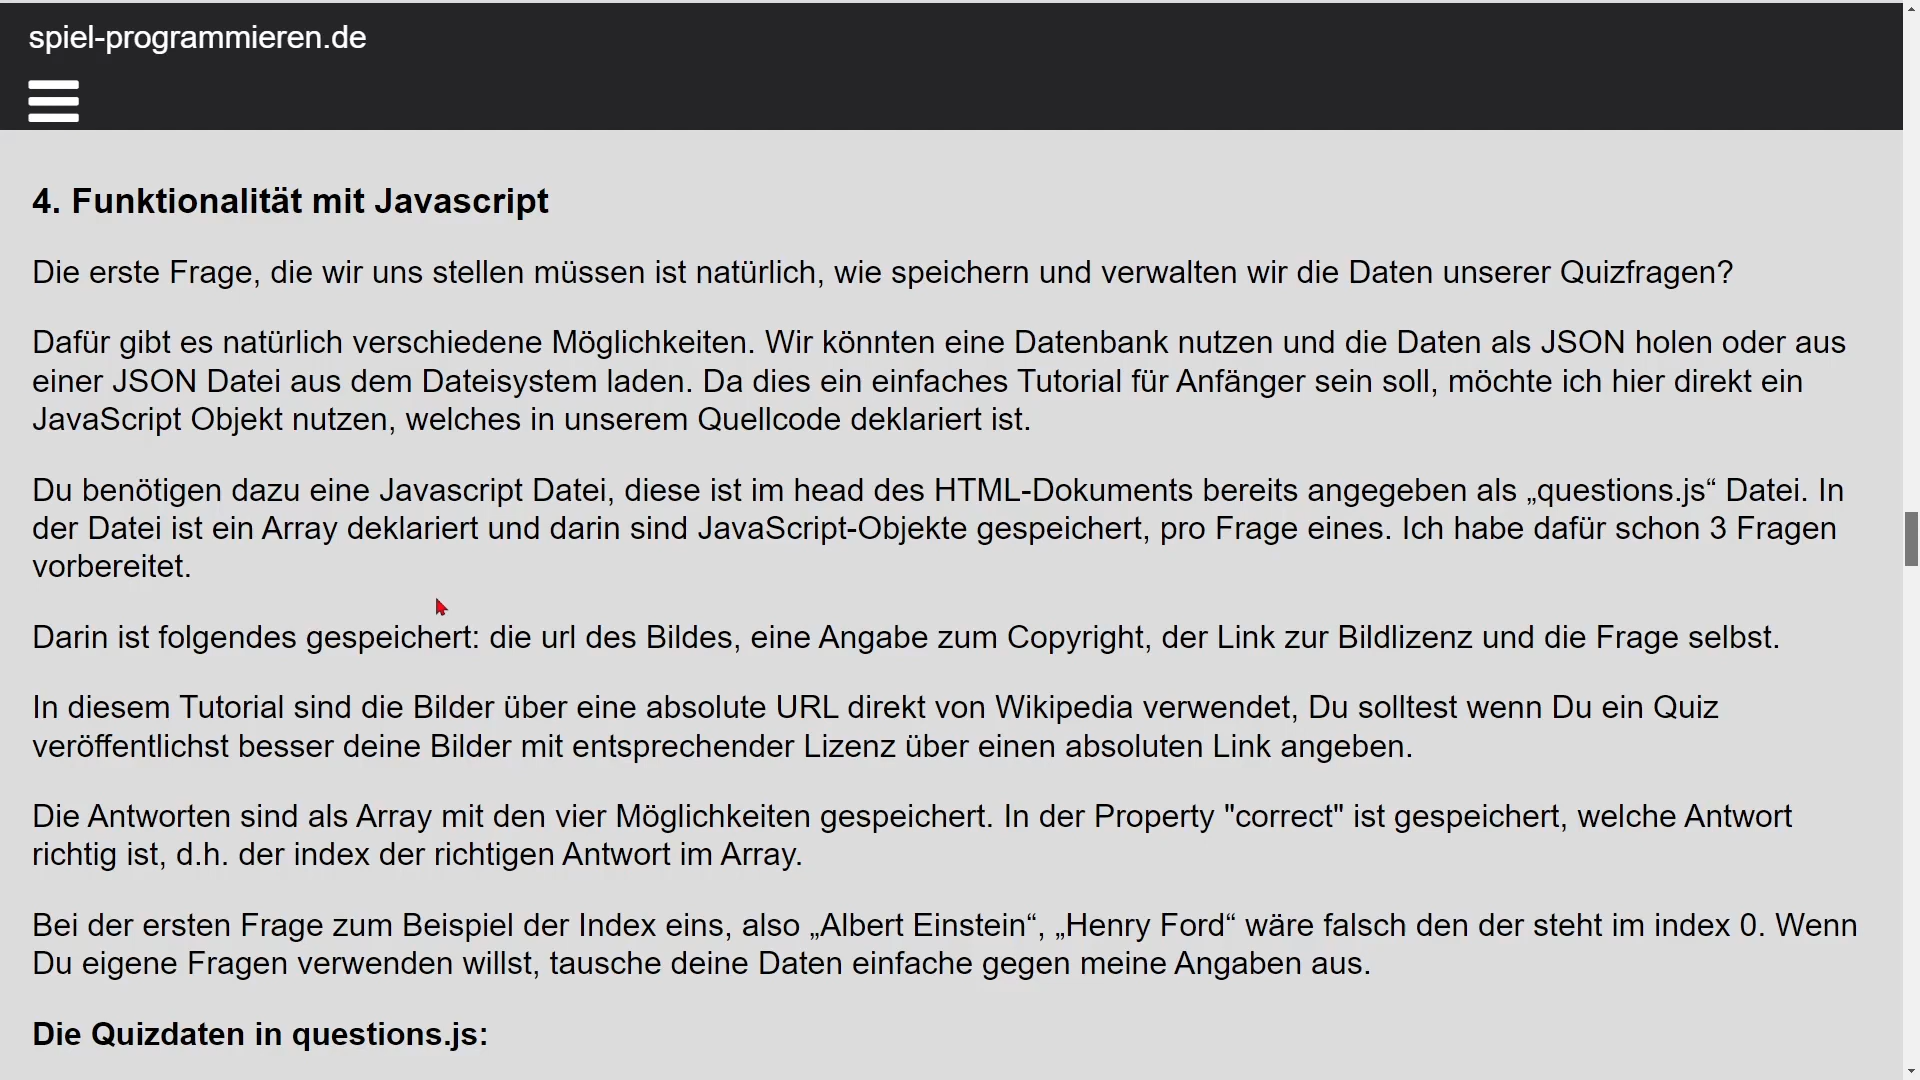 spiel-programmieren.de
4. Funktionalität mit Javascript
Die erste Frage, die wir uns stellen müssen ist natürlich, wie speichern und verwalten wir die Daten unserer Quizfragen?
Dafür gibt es natürlich verschiedene Möglichkeiten. Wir könnten eine Datenbank nutzen und die Daten als JSON holen oder aus
einer JSON Datei aus dem Dateisystem laden. Da dies ein einfaches Tutorial für Anfänger sein soll, möchte ich hier direkt ein
JavaScript Objekt nutzen, welches in unserem Quellcode deklariert ist.
Du benötigen dazu eine Javascript Datei, diese ist im head des HTML-Dokuments bereits angegeben als „questions.js“ Datei. In
der Datei ist ein Array deklariert und darin sind JavaScript-Objekte gespeichert, pro Frage eines. Ich habe dafür schon 3 Fragen
vorbereitet.
Darin ist folgendes gespeichert: die url des Bildes, eine Angabe zum Copyright, der Link zur Bildlizenz und die Frage selbst.
In diesem Tutorial sind die Bilder über eine absolute URL direkt von Wikipedia verwendet, Du solltest wenn Du ein Quiz
veröffentlichst besser deine Bilder mit entsprechender Lizenz über einen absoluten Link angeben.
Die Antworten sind als Array mit den vier Möglichkeiten gespeichert. In der Property "correct" ist gespeichert, welche Antwort
richtig ist, d.h. der index der richtigen Antwort im Array.
Bei der ersten Frage zum Beispiel der Index eins, also „Albert Einstein“, „Henry Ford“ wäre falsch den der steht im index 0. Wenn
Du eigene Fragen verwenden willst, tausche deine Daten einfache gegen meine Angaben aus.
Die Quizdaten in questions.js: